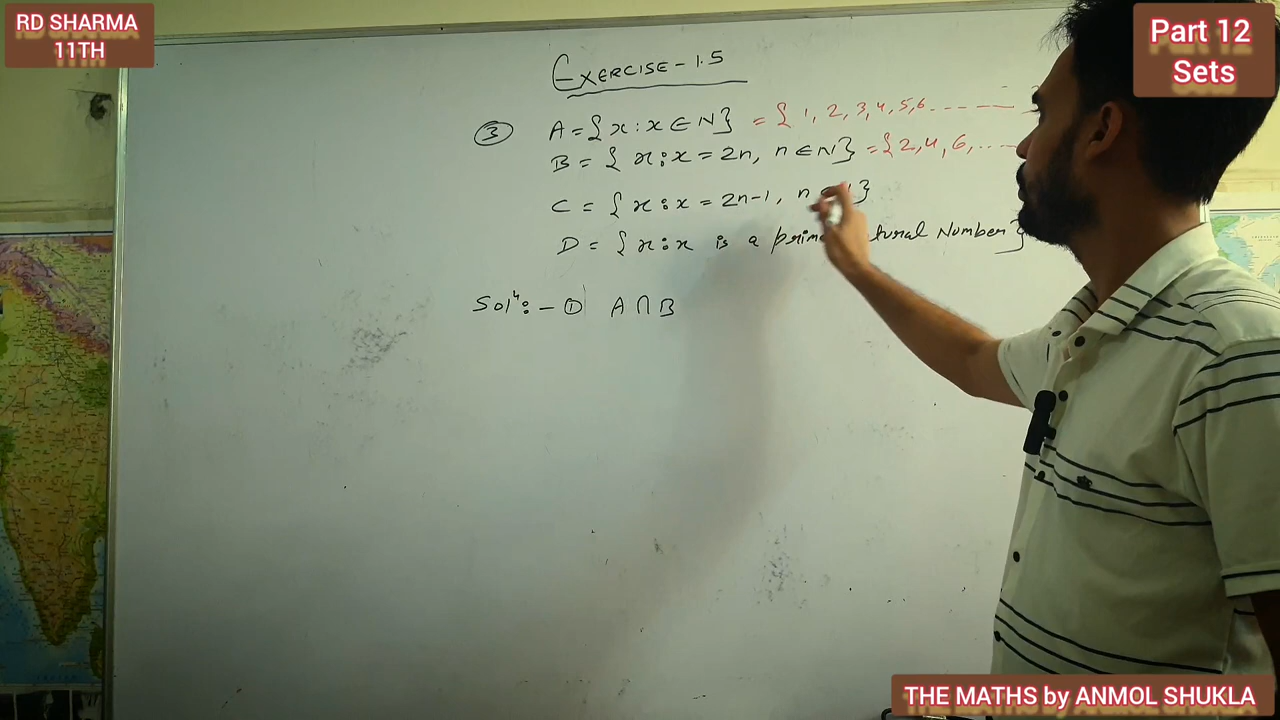 RD SHARMA
11TH
Part 12
Sets
EXERCISE - 1.5
③ A = { x : x ∈ N } = { 1, 2, 3, 4, 5, 6 ------
B = { x : x = 2n, n ∈ N } = { 2, 4, 6, ----
C = { x : x = 2n-1, n }
D = { x : x is a prime Number }
Solⁿ :- ① A ∩ B
THE MATHS by ANMOL SHUKLA